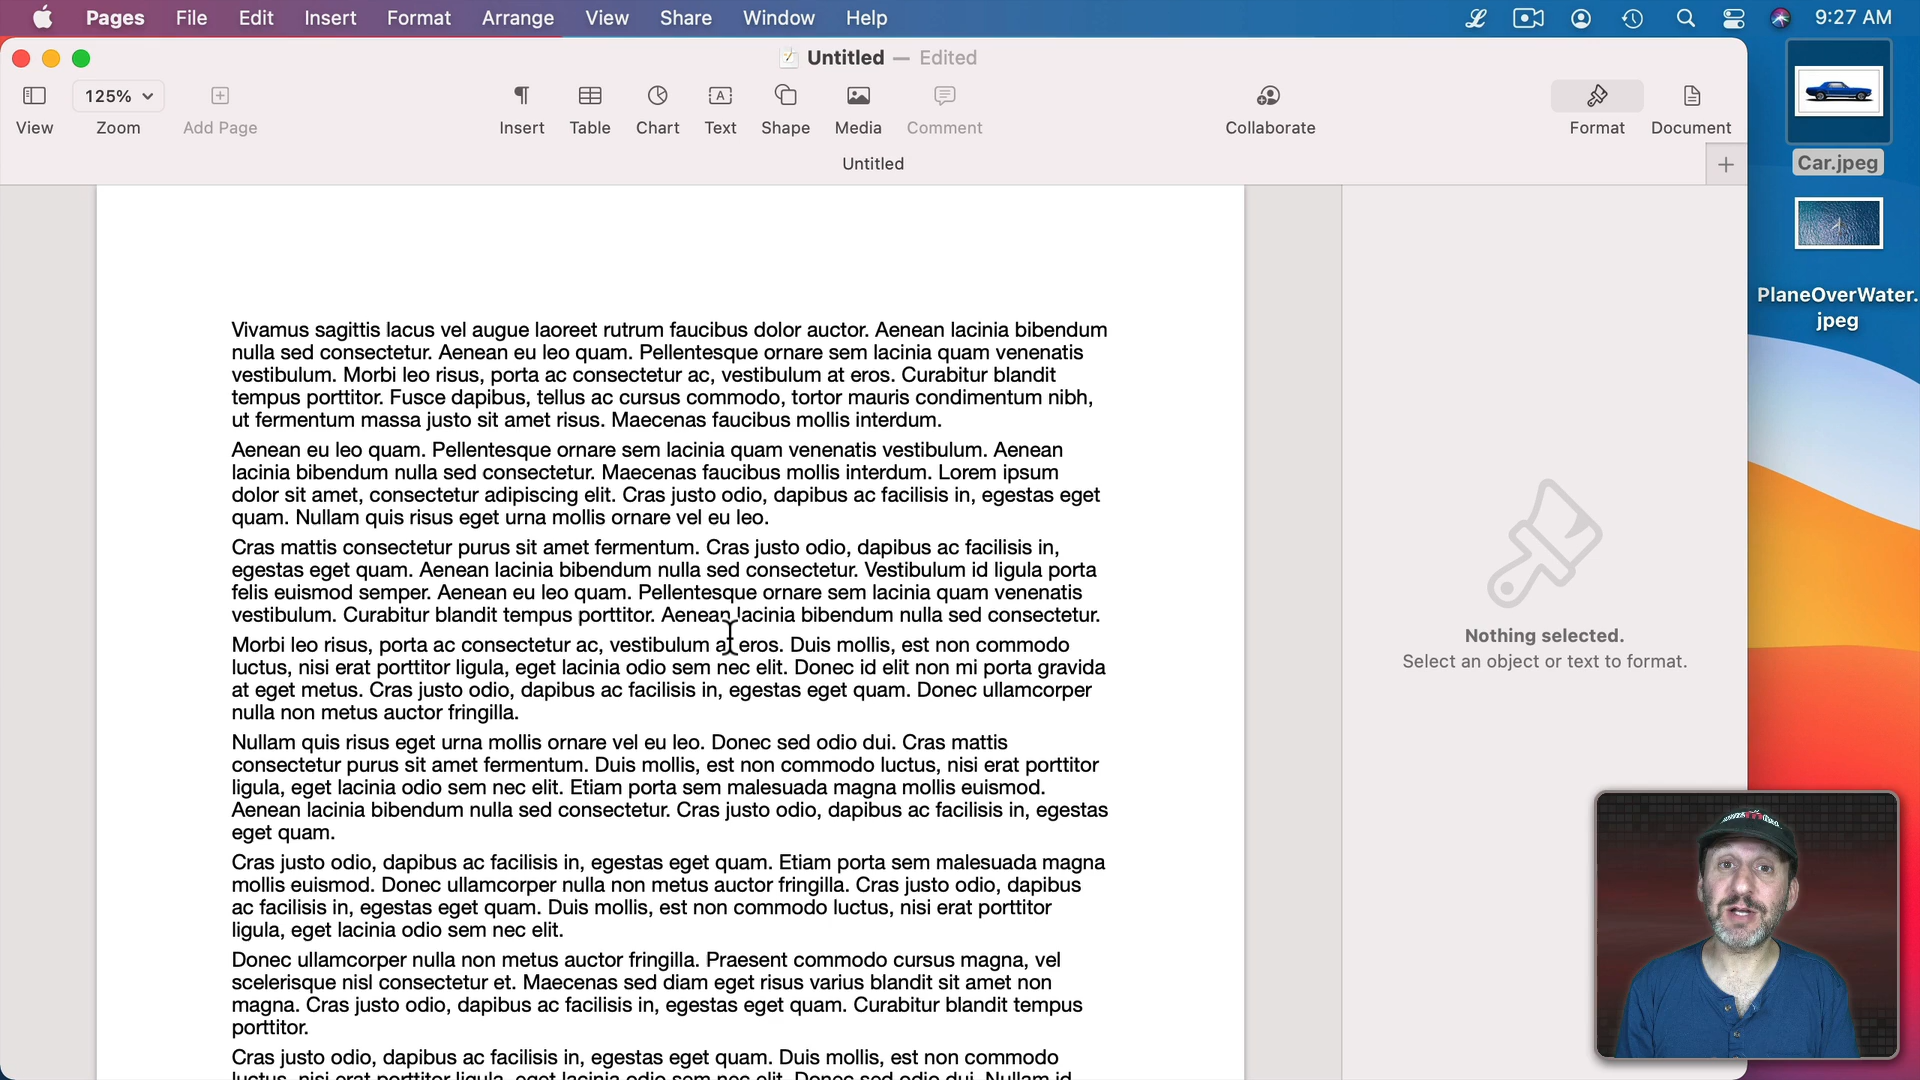 Pages File Edit Insert Format Arrange View Share Window Help 9:27 AM
Untitled — Edited
125%
View Zoom Add Page Insert Table Chart Text Shape Media Comment Collaborate Format Document
Untitled
Car.jpeg
PlaneOverWater.
jpeg
Vivamus sagittis lacus vel augue laoreet rutrum faucibus dolor auctor. Aenean lacinia bibendum
nulla sed consectetur. Aenean eu leo quam. Pellentesque ornare sem lacinia quam venenatis
vestibulum. Morbi leo risus, porta ac consectetur ac, vestibulum at eros. Curabitur blandit
tempus porttitor. Fusce dapibus, tellus ac cursus commodo, tortor mauris condimentum nibh,
ut fermentum massa justo sit amet risus. Maecenas faucibus mollis interdum.
Aenean eu leo quam. Pellentesque ornare sem lacinia quam venenatis vestibulum. Aenean
lacinia bibendum nulla sed consectetur. Maecenas faucibus mollis interdum. Lorem ipsum
dolor sit amet, consectetur adipiscing elit. Cras justo odio, dapibus ac facilisis in, egestas eget
quam. Nullam quis risus eget urna mollis ornare vel eu leo.
Cras mattis consectetur purus sit amet fermentum. Cras justo odio, dapibus ac facilisis in,
egestas eget quam. Aenean lacinia bibendum nulla sed consectetur. Vestibulum id ligula porta
felis euismod semper. Aenean eu leo quam. Pellentesque ornare sem lacinia quam venenatis
vestibulum. Curabitur blandit tempus porttitor. Aenean lacinia bibendum nulla sed consectetur.
Morbi leo risus, porta ac consectetur ac, vestibulum at eros. Duis mollis, est non commodo
luctus, nisi erat porttitor ligula, eget lacinia odio sem nec elit. Donec id elit non mi porta gravida
at eget metus. Cras justo odio, dapibus ac facilisis in, egestas eget quam. Donec ullamcorper
nulla non metus auctor fringilla.
Nullam quis risus eget urna mollis ornare vel eu leo. Donec sed odio dui. Cras mattis
consectetur purus sit amet fermentum. Duis mollis, est non commodo luctus, nisi erat porttitor
ligula, eget lacinia odio sem nec elit. Etiam porta sem malesuada magna mollis euismod.
Aenean lacinia bibendum nulla sed consectetur. Cras justo odio, dapibus ac facilisis in, egestas
eget quam.
Cras justo odio, dapibus ac facilisis in, egestas eget quam. Etiam porta sem malesuada magna
mollis euismod. Donec ullamcorper nulla non metus auctor fringilla. Cras justo odio, dapibus
ac facilisis in, egestas eget quam. Duis mollis, est non commodo luctus, nisi erat porttitor
ligula, eget lacinia odio sem nec elit.
Donec ullamcorper nulla non metus auctor fringilla. Praesent commodo cursus magna, vel
scelerisque nisl consectetur et. Maecenas sed diam eget risus varius blandit sit amet non
magna. Cras justo odio, dapibus ac facilisis in, egestas eget quam. Curabitur blandit tempus
porttitor.
Cras justo odio, dapibus ac facilisis in, egestas eget quam. Duis mollis, est non commodo
luctus, nisi erat porttitor ligula, eget lacinia odio sem nec elit. Donec sed odio dui. Nullam id
Nothing selected.
Select an object or text to format.